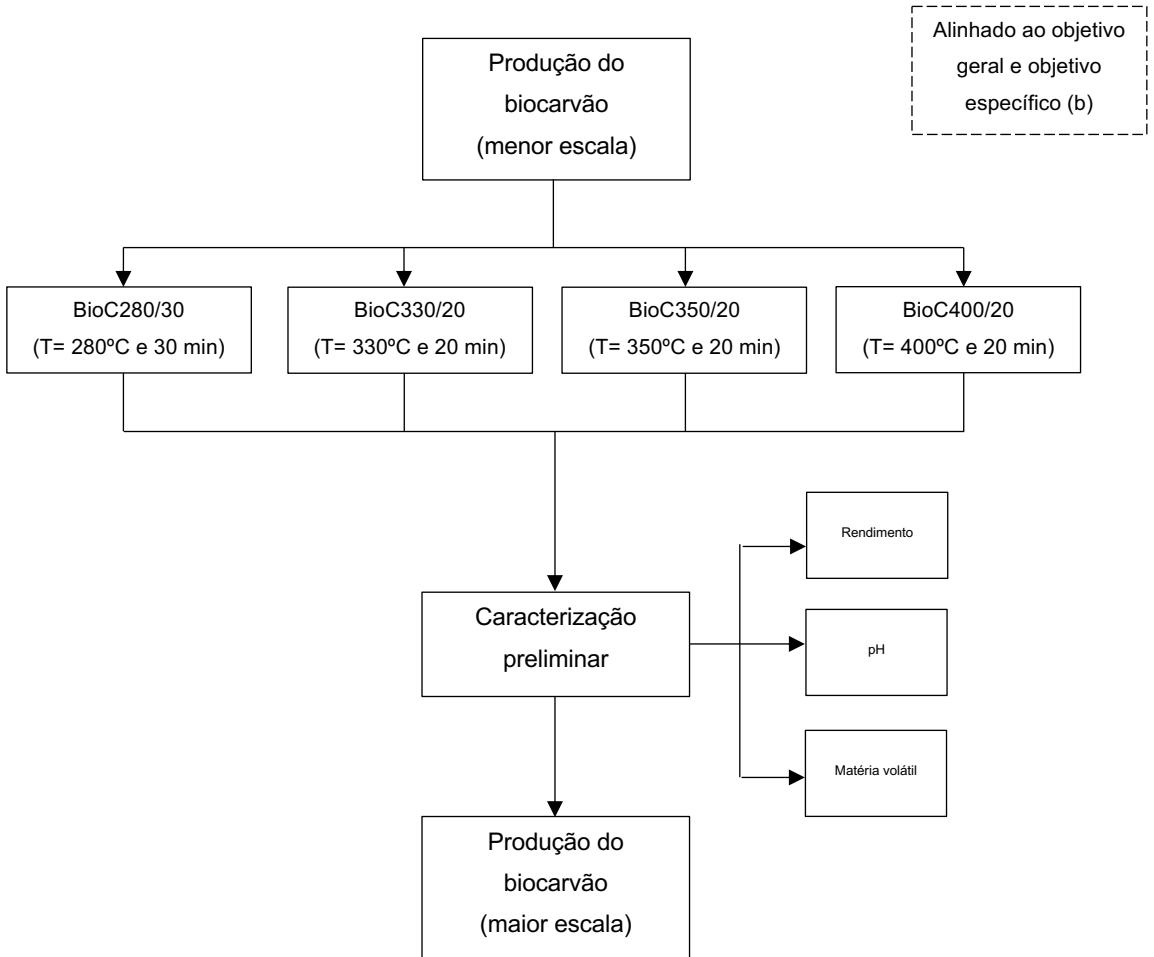 Alinhado ao objetivo
geral e objetivo
específico (b)
Produção do
biocarvão
(menor escala)
BioC280/30
(T= 280ºC e 30 min)
BioC330/20
(T= 330ºC e 20 min)
BioC350/20
(T= 350ºC e 20 min)
BioC400/20
(T= 400ºC e 20 min)
Caracterização
preliminar
Rendimento
pH
Matéria volátil
Produção do
biocarvão
(maior escala)